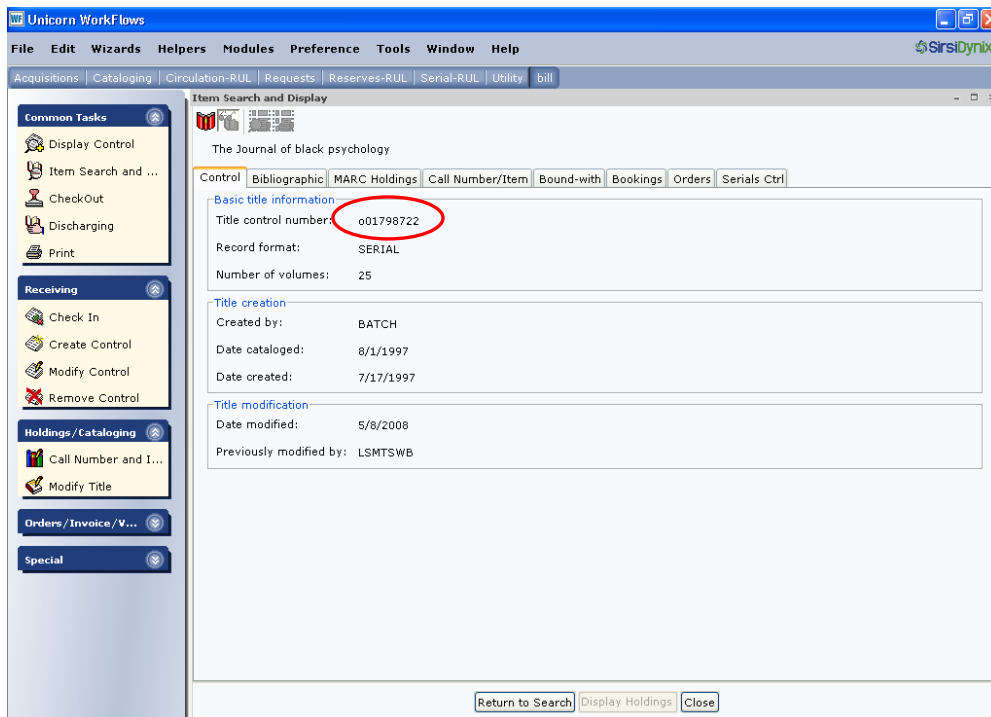 WF Unicorn WorkFlows
File Edit Wizards Helpers Modules Preference Tools Window Help
SirsiDynix
Acquisitions Cataloging Circulation-RUL Requests Reserves-RUL Serial-RUL Utility bill
Item Search and Display
Common Tasks
Display Control
Item Search and ...
CheckOut
Discharging
Print
Receiving
Check In
Create Control
Modify Control
Remove Control
Holdings/Cataloging
Call Number and I...
Modify Title
Orders/Invoice/V...
Special
The Journal of black psychology
Control Bibliographic MARC Holdings Call Number/Item Bound-with Bookings Orders Serials Ctrl
Basic title information
Title control number: o01798722
Record format: SERIAL
Number of volumes: 25
Title creation
Created by: BATCH
Date cataloged: 8/1/1997
Date created: 7/17/1997
Title modification
Date modified: 5/8/2008
Previously modified by: LSMTSWB
Return to Search Display Holdings Close